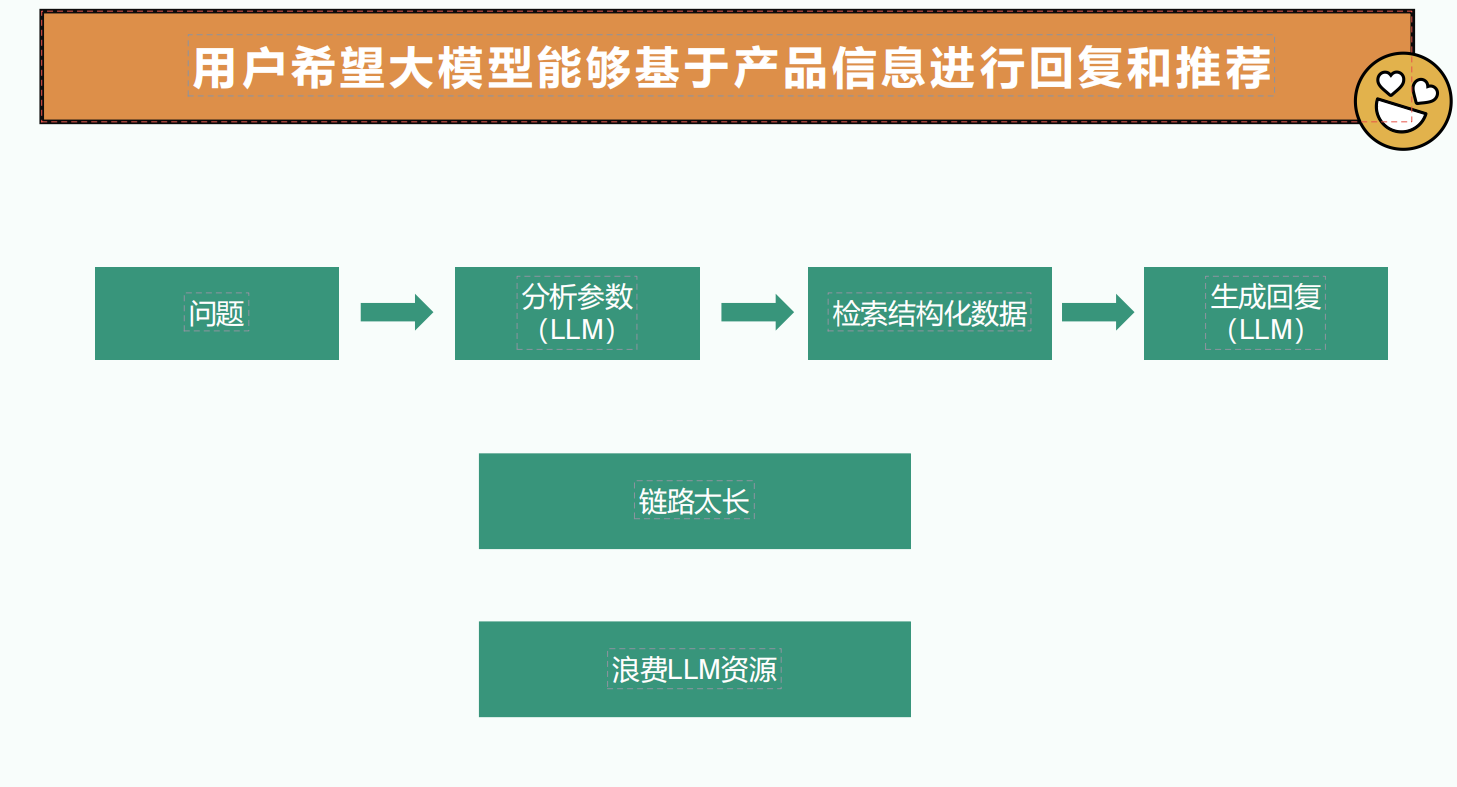 用户希望大模型能够基于产品信息进行回复和推荐
问题
分析参数
（LLM）
检索结构化数据
生成回复
（LLM）
链路太长
浪费LLM资源